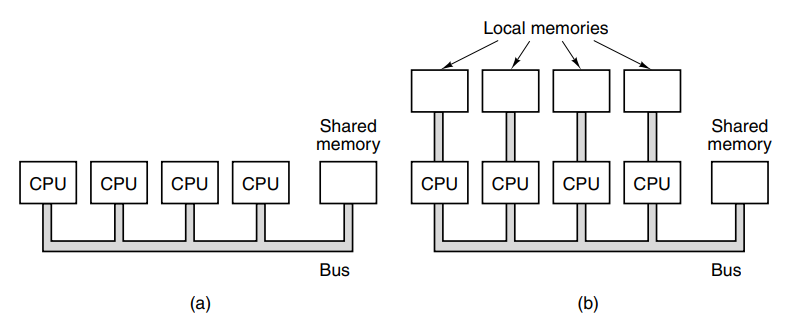 Local memories
Shared
memory
Shared
memory
CPU CPU CPU CPU
CPU CPU CPU CPU
Bus
Bus
(a)
(b)